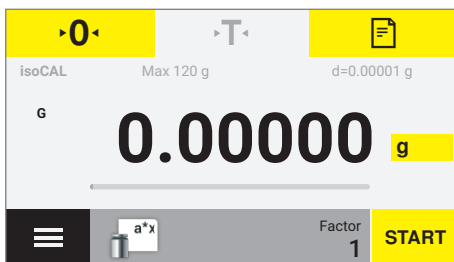 ▸0◂ ▸T◂
isoCAL Max 120 g d=0.00001 g
G
0.00000 g
a*x
Factor
1
START